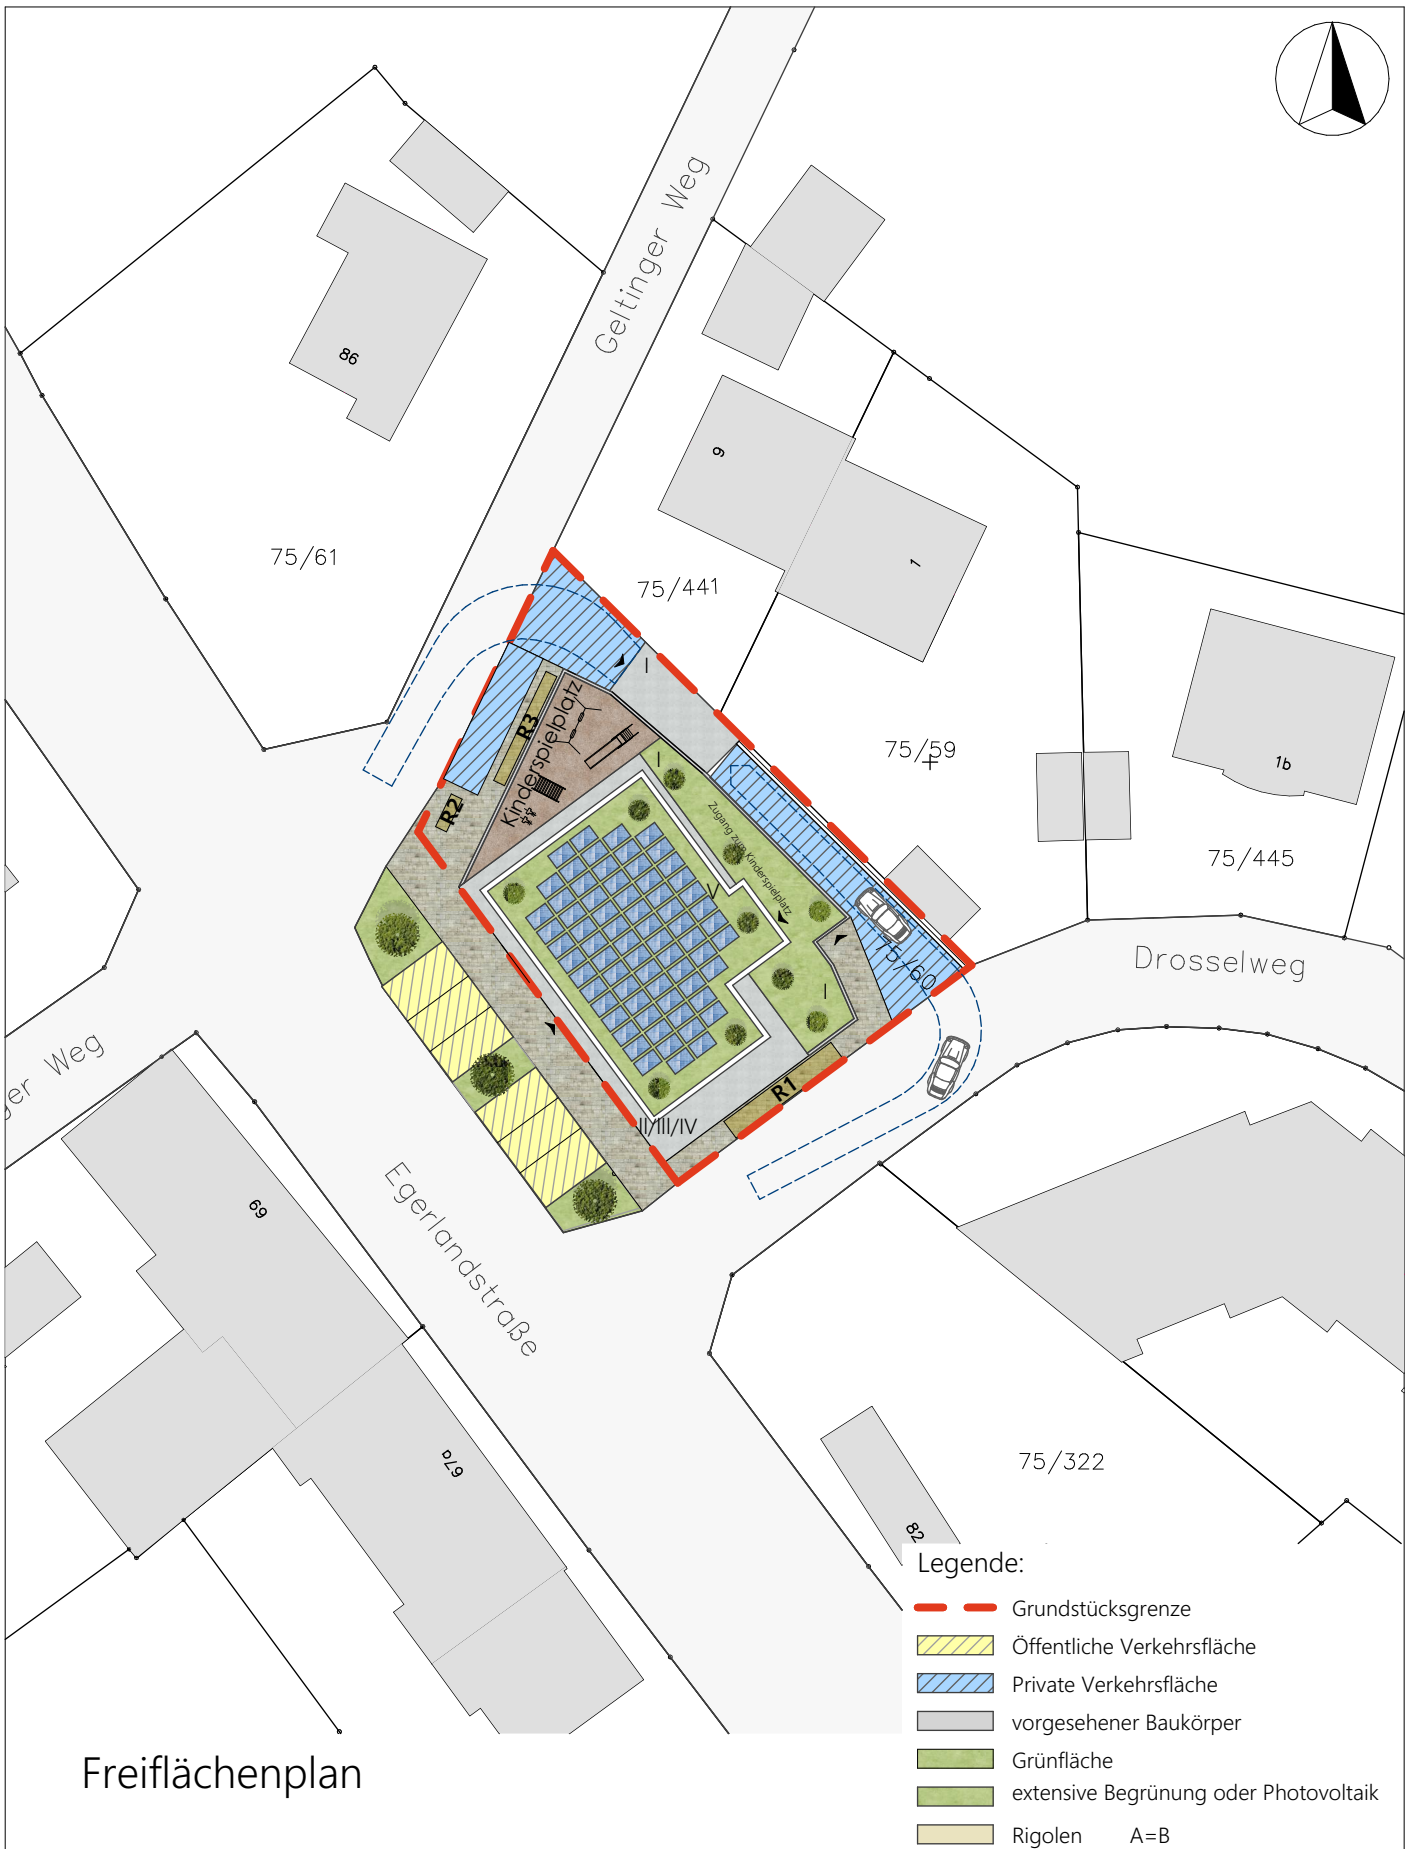 Geltinger Weg
86
9
75/61
75/441
1
75/59
1b
75/445
I
Kinderspielplatz
R3
R2
I
Zugang zum Kinderspielplatz
V
75/60
Drosselweg
I
R1
II/III/IV
ger Weg
Egerlandstraße
69
67a
75/322
82
Legende:
Grundstücksgrenze
Öffentliche Verkehrsfläche
Private Verkehrsfläche
vorgesehener Baukörper
Grünfläche
extensive Begrünung oder Photovoltaik
Rigolen A=B
Freiflächenplan